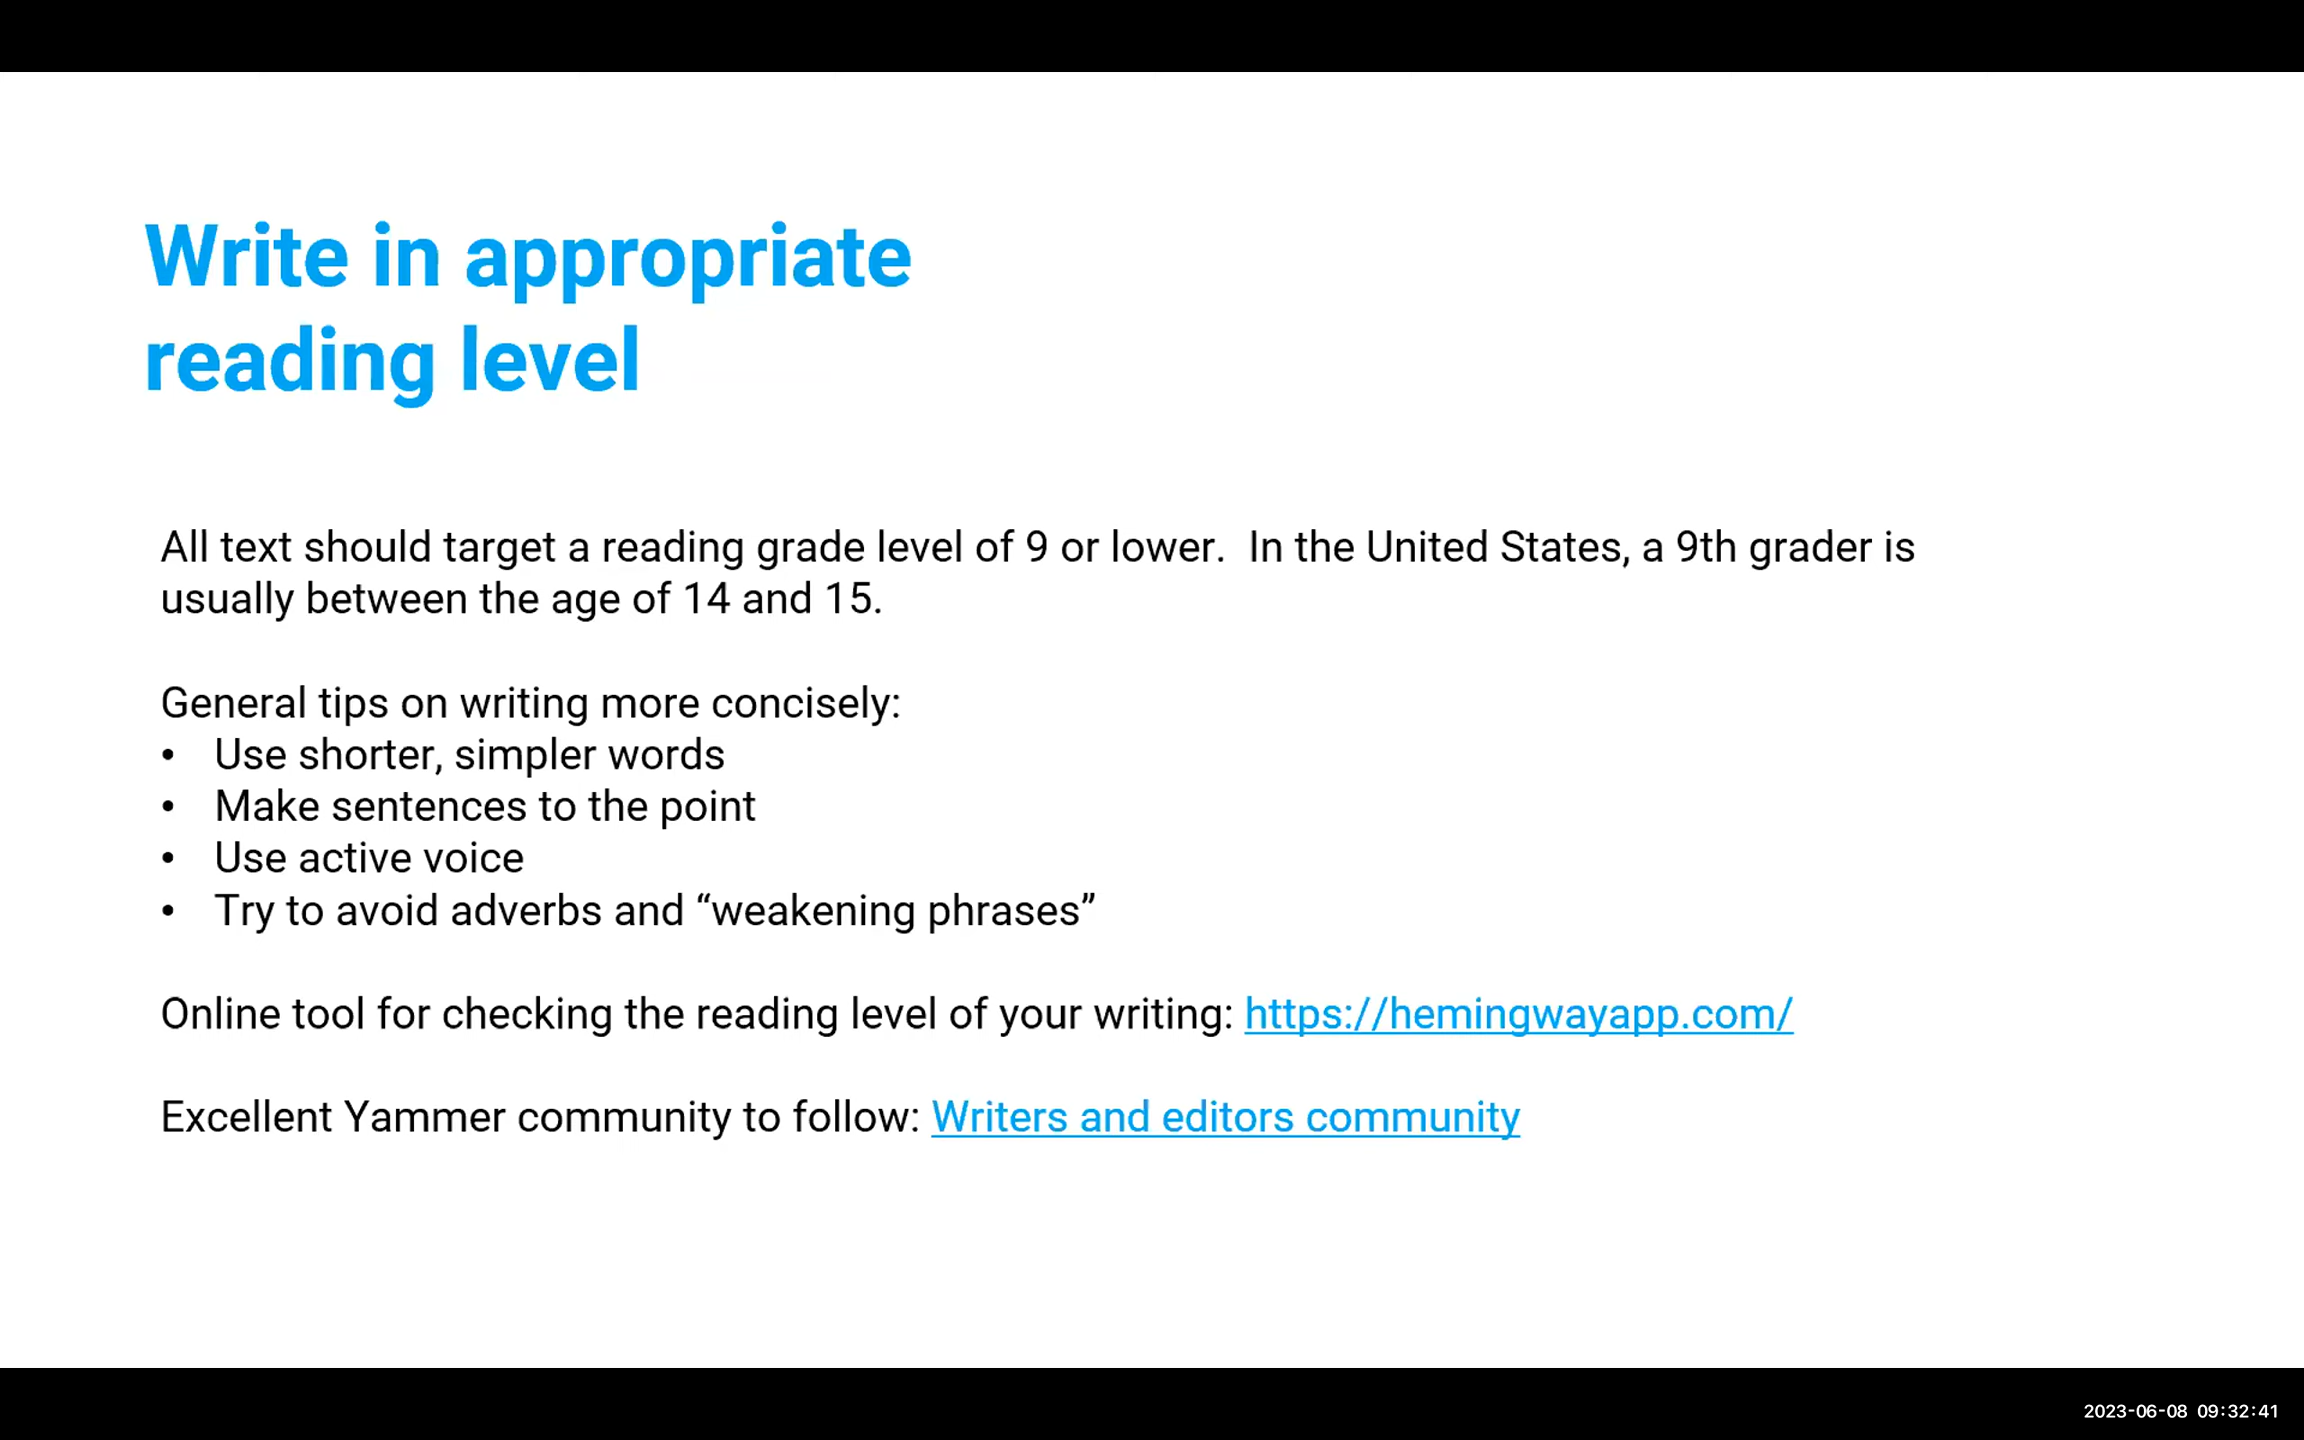 Write in appropriate
reading level
All text should target a reading grade level of 9 or lower.  In the United States, a 9th grader is
usually between the age of 14 and 15.
General tips on writing more concisely:
• Use shorter, simpler words
• Make sentences to the point
• Use active voice
• Try to avoid adverbs and “weakening phrases”
Online tool for checking the reading level of your writing: https://hemingwayapp.com/
Excellent Yammer community to follow: Writers and editors community
2023-06-08 09:32:41